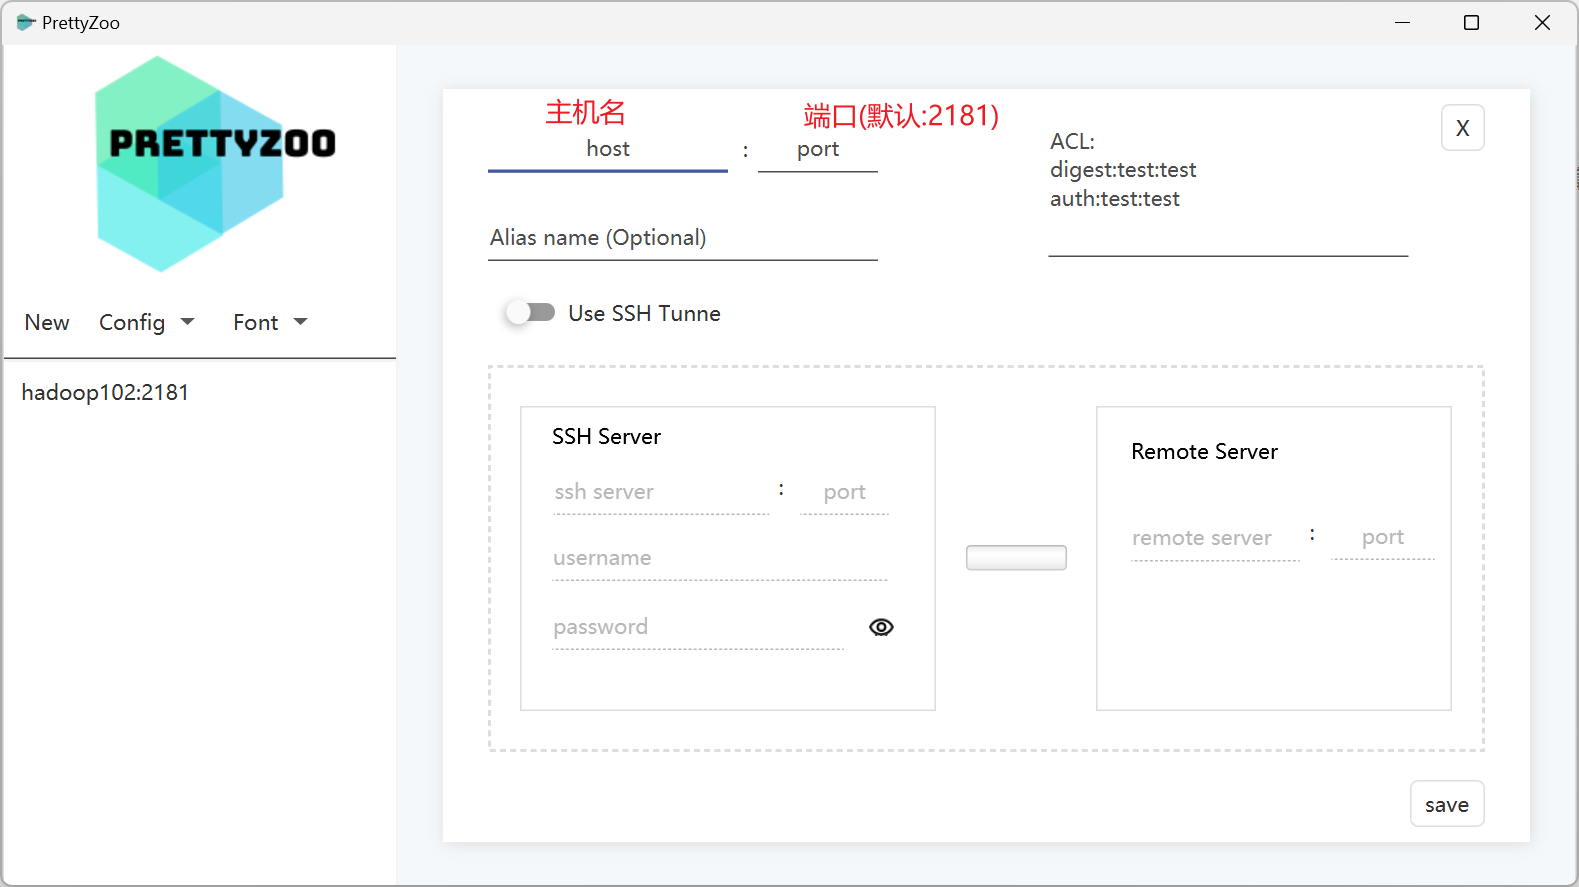 PrettyZoo
PRETTYZOO
New Config Font
hadoop102:2181
主机名 端口(默认:2181)
host : port
Alias name (Optional)
ACL:
digest:test:test
auth:test:test
X
Use SSH Tunne
SSH Server
ssh server : port
username
password
Remote Server
remote server : port
save